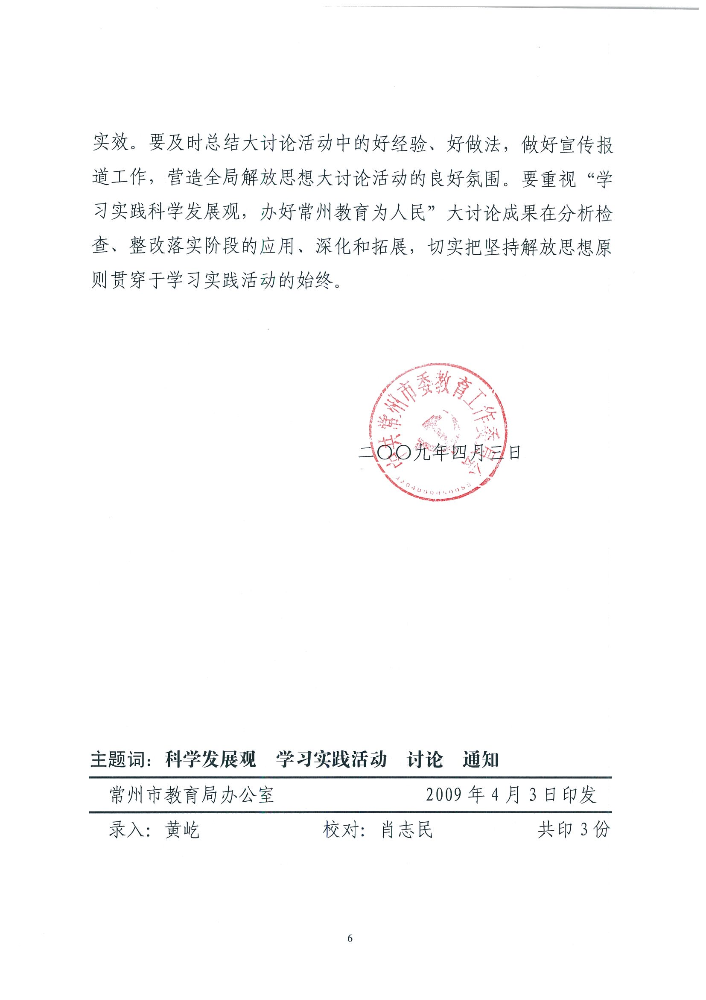 实效。要及时总结大讨论活动中的好经验、好做法，做好宣传报
道工作，营造全局解放思想大讨论活动的良好氛围。要重视“学
习实践科学发展观，办好常州教育为人民”大讨论成果在分析检
查、整改落实阶段的应用、深化和拓展，切实把坚持解放思想原
则贯穿于学习实践活动的始终。
中共常州市委教育工作委员会
二〇〇九年四月三日
主题词：科学发展观　学习实践活动　讨论　通知
常州市教育局办公室　2009 年 4 月 3 日印发
录入：黄屹　校对：肖志民　共印 3 份
6